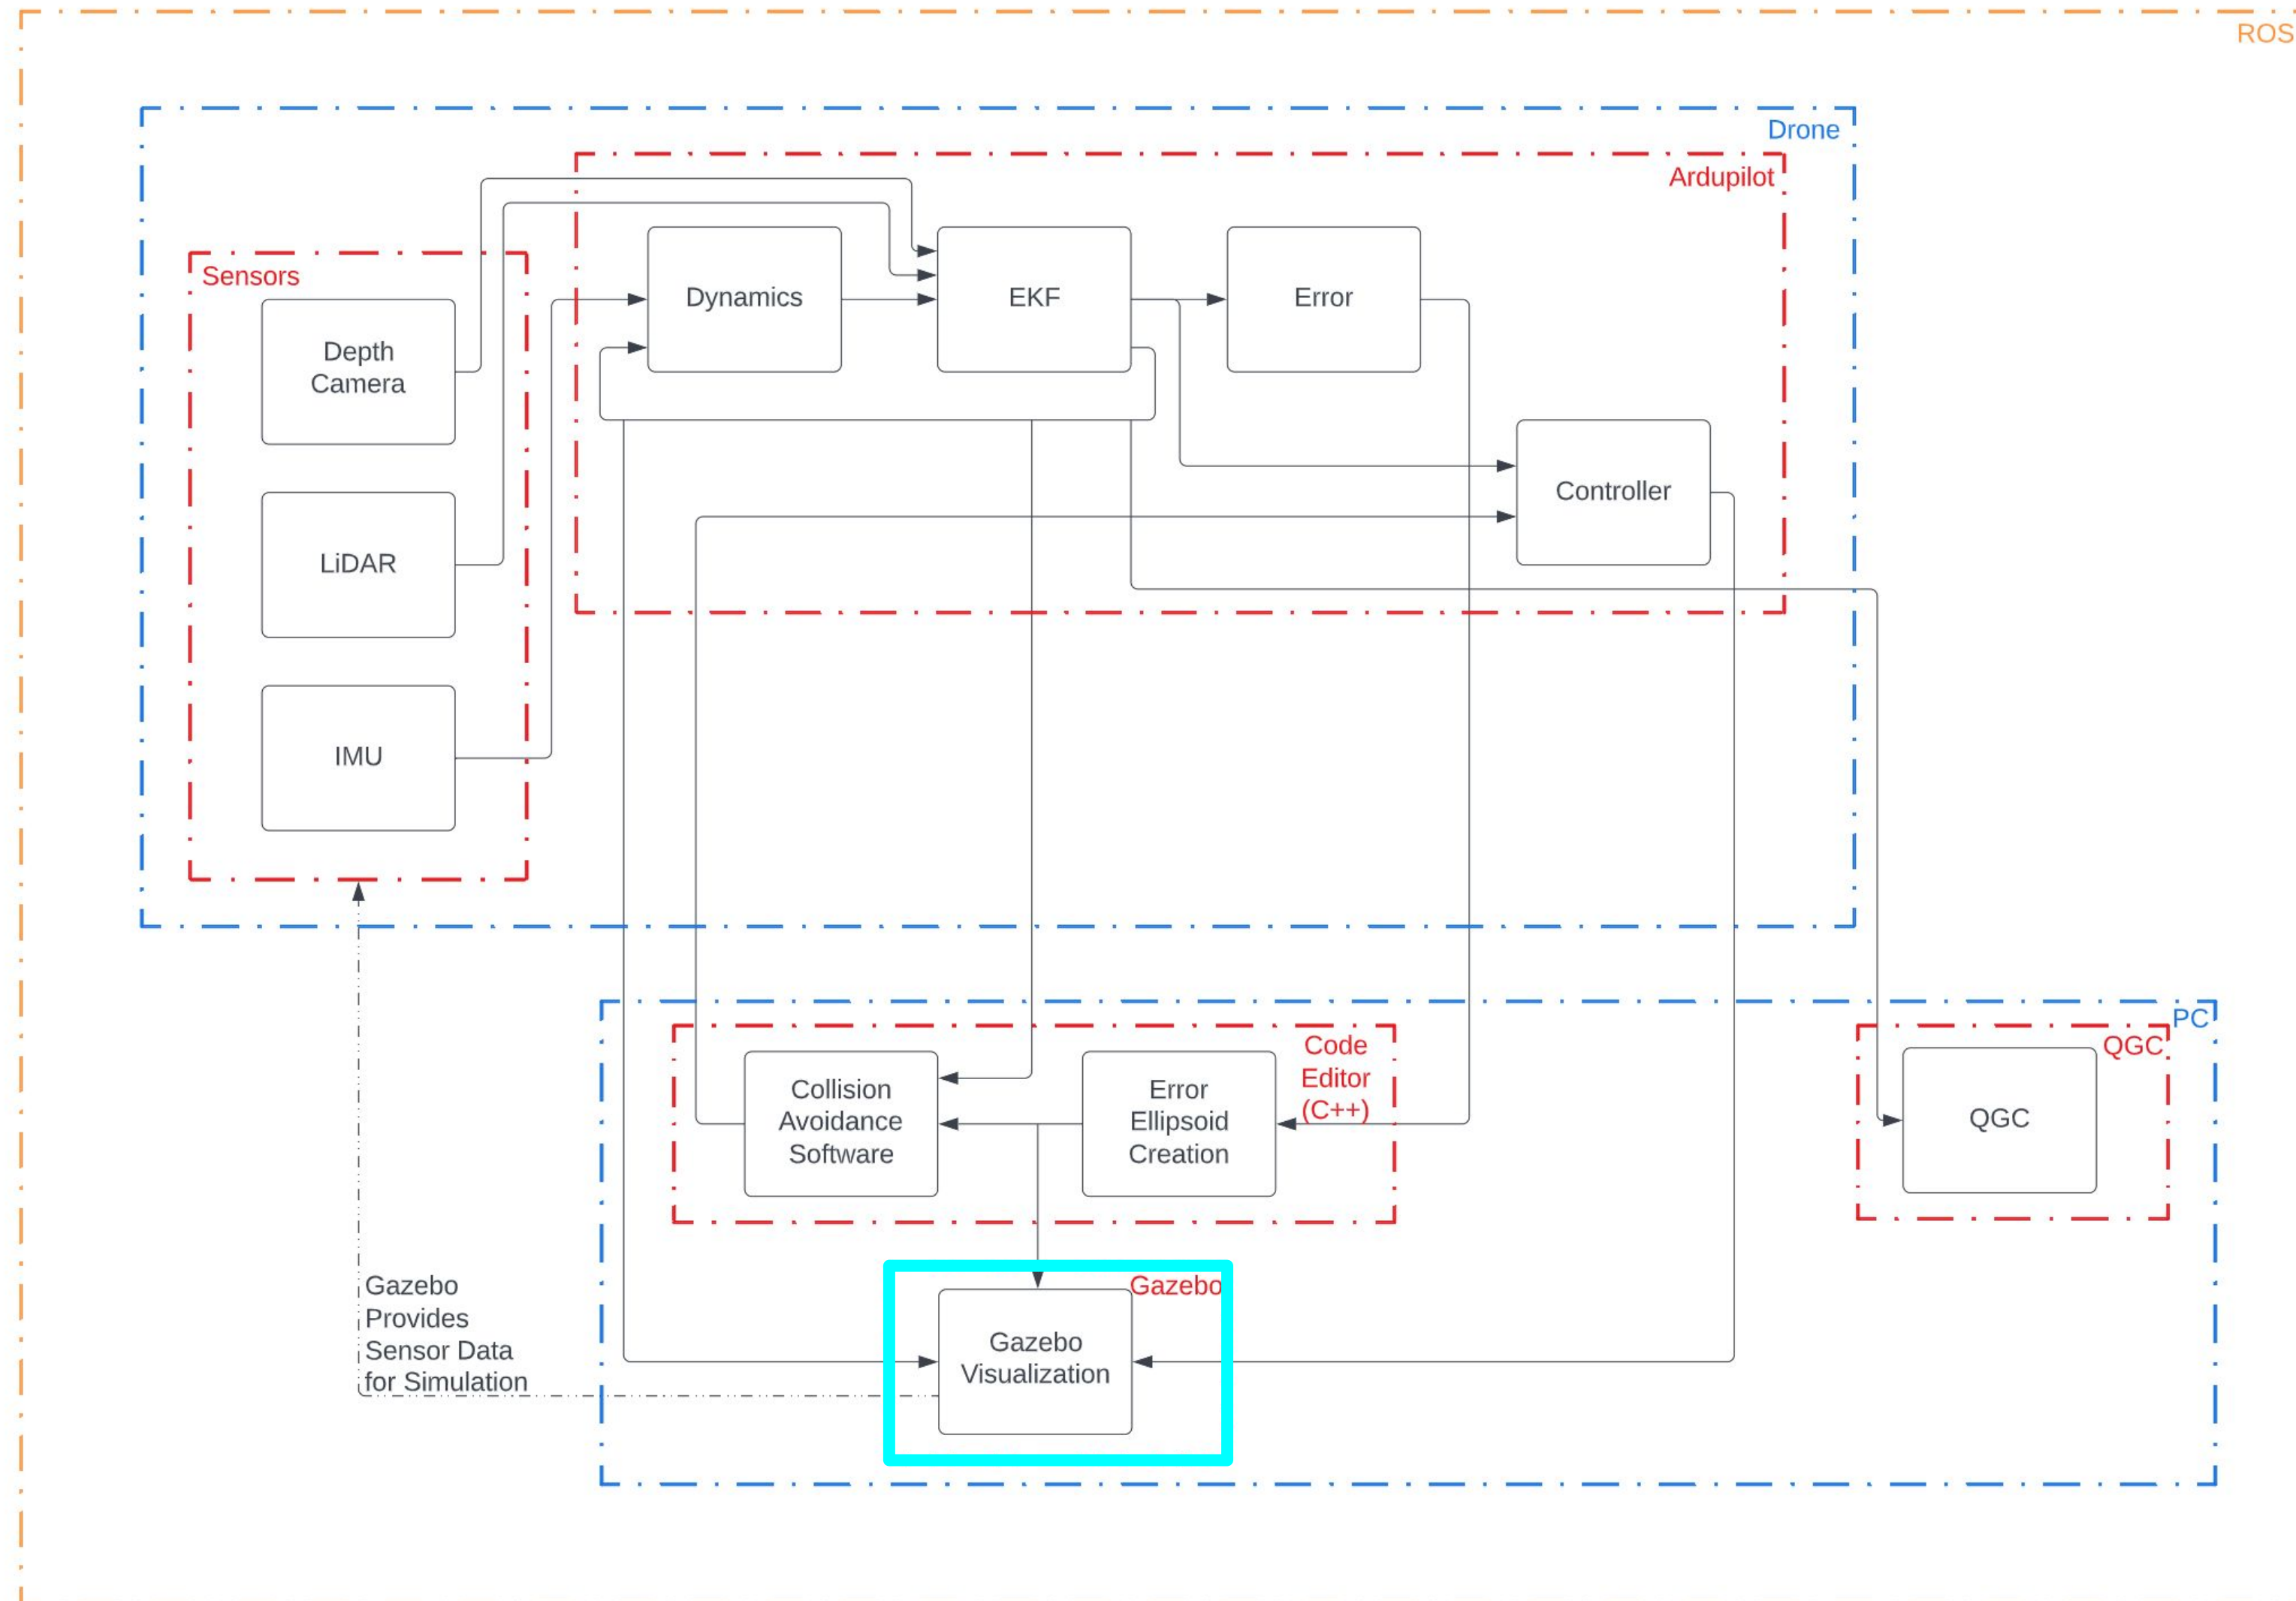 ROS
Drone
Ardupilot
Sensors
Dynamics
EKF
Error
Depth
Camera
Controller
LiDAR
IMU
PC
Code
Editor
(C++)
QGC
Collision
Avoidance
Software
Error
Ellipsoid
Creation
QGC
Gazebo
Gazebo
Provides
Sensor Data
for Simulation
Gazebo
Visualization